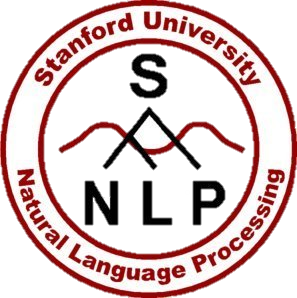 Stanford University
S
NLP
Natural Language Processing